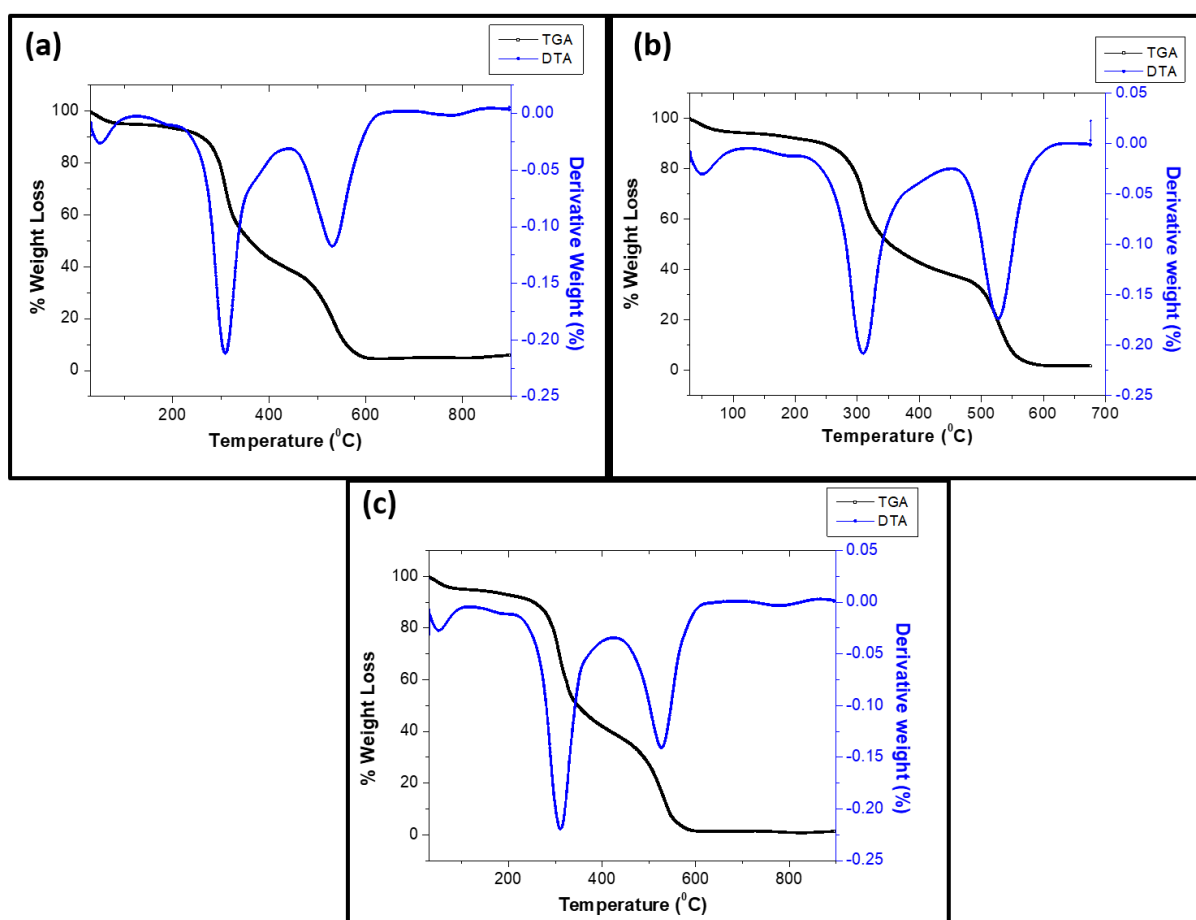 (a)
TGA
DTA
100
80
60
40
20
0
% Weight Loss
0.00
-0.05
-0.10
-0.15
-0.20
-0.25
Derivative Weight (%)
200 400 600 800
Temperature (⁰C)
(b)
TGA
DTA
100
80
60
40
20
0
% Weight Loss
0.05
0.00
-0.05
-0.10
-0.15
-0.20
-0.25
Derivative weight (%)
100 200 300 400 500 600 700
Temperature (⁰C)
(c)
TGA
DTA
100
80
60
40
20
0
% Weight Loss
0.05
0.00
-0.05
-0.10
-0.15
-0.20
-0.25
Derivative weight (%)
200 400 600 800
Temperature (⁰C)